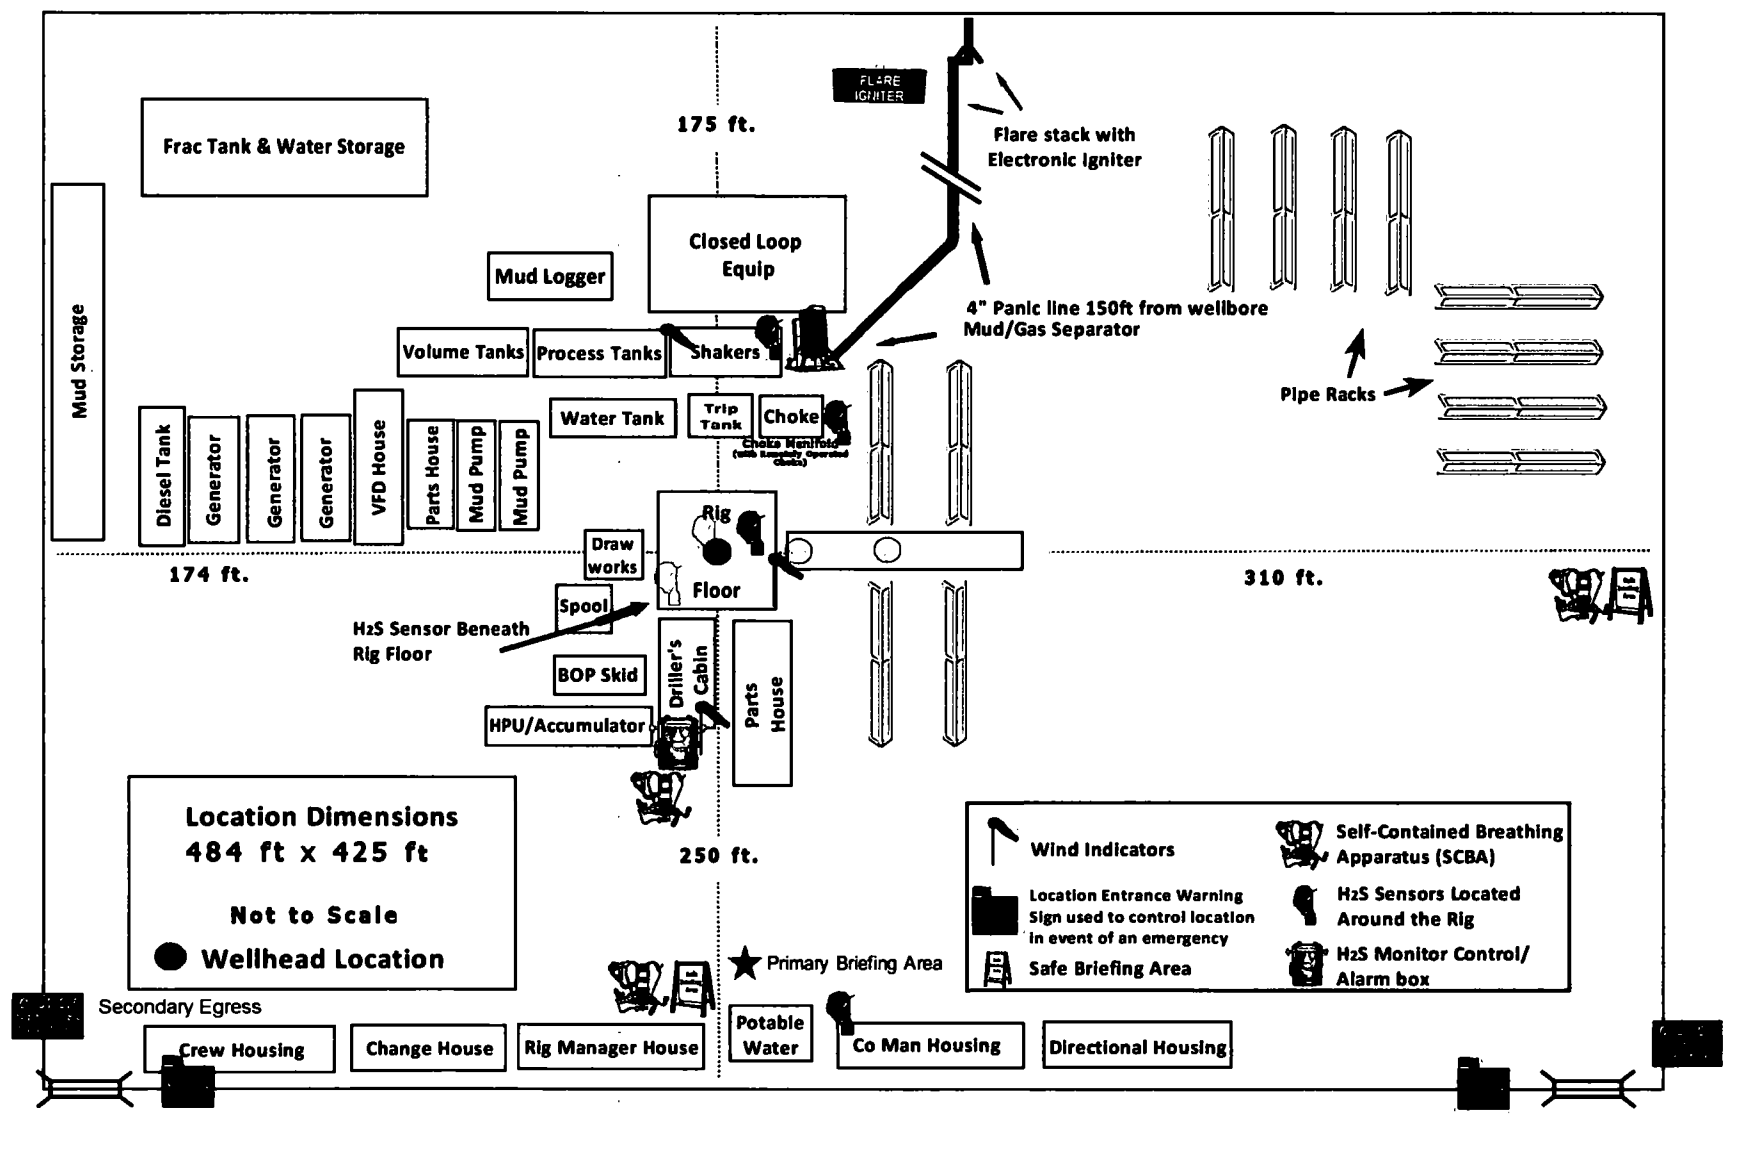 FLARE
IGNITER
175 ft.
Flare stack with
Electronic Igniter
Frac Tank & Water Storage
Mud Storage
Closed Loop
Equip
Mud Logger
4" Panic line 150ft from wellbore
Mud/Gas Separator
Volume Tanks
Process Tanks
Shakers
Pipe Racks
Water Tank
Trip
Tank
Choke
Choke Manifold
(with Remotely Operated
Choke)
Diesel Tank
Generator
Generator
Generator
VFD House
Parts House
Mud Pump
Mud Pump
Rig
Floor
Draw
works
174 ft.
310 ft.
Spool
H2S Sensor Beneath
Rig Floor
BOP Skid
Driller's
Cabin
Parts
House
HPU/Accumulator
Location Dimensions
484 ft x 425 ft
Not to Scale
Wellhead Location
250 ft.
Wind Indicators
Location Entrance Warning
Sign used to control location
in event of an emergency
Safe Briefing Area
Self-Contained Breathing
Apparatus (SCBA)
H2S Sensors Located
Around the Rig
H2S Monitor Control/
Alarm box
Primary Briefing Area
Secondary Egress
Crew Housing
Change House
Rig Manager House
Potable
Water
Co Man Housing
Directional Housing